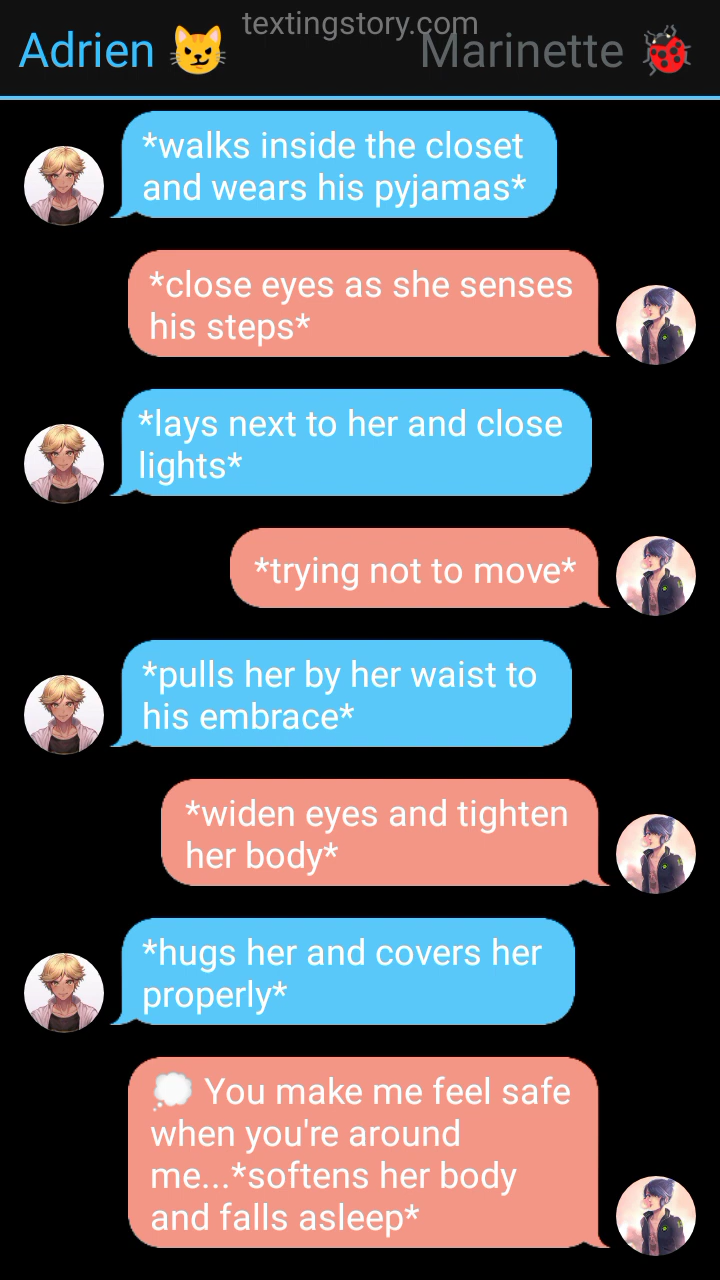 textingstory.com
Adrien 😼 Marinette 🐞
*walks inside the closet
and wears his pyjamas*
*close eyes as she senses
his steps*
*lays next to her and close
lights*
*trying not to move*
*pulls her by her waist to
his embrace*
*widen eyes and tighten
her body*
*hugs her and covers her
properly*
💭 You make me feel safe
when you're around
me...*softens her body
and falls asleep*